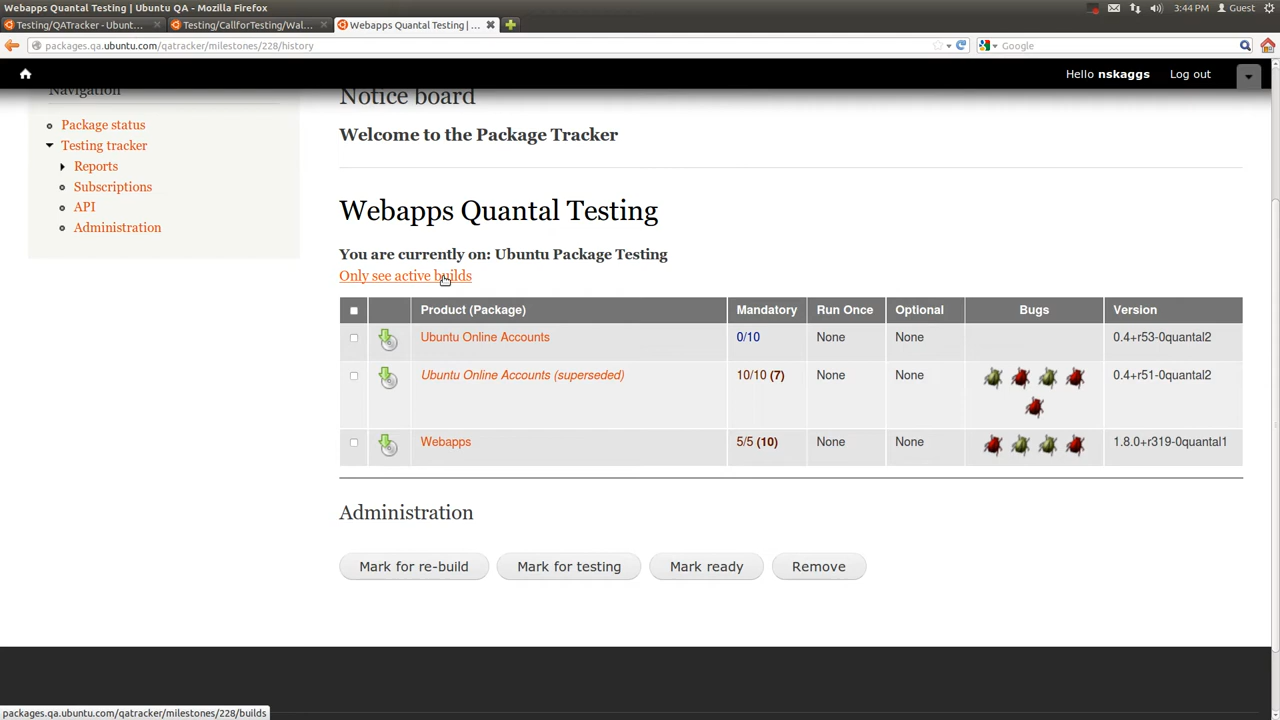 Webapps Quantal Testing | Ubuntu QA - Mozilla Firefox
3:44 PM Guest
Testing/QATracker - Ubunt...
Testing/CallforTesting/Wal...
Webapps Quantal Testing | ...
packages.qa.ubuntu.com/qatracker/milestones/228/history
Google
Hello nskaggs
Log out
Navigation
Package status
Testing tracker
Reports
Subscriptions
API
Administration
Notice board
Welcome to the Package Tracker
Webapps Quantal Testing
You are currently on: Ubuntu Package Testing
Only see active builds
Product (Package) Mandatory Run Once Optional Bugs Version
Ubuntu Online Accounts 0/10 None None 0.4+r53-0quantal2
Ubuntu Online Accounts (superseded) 10/10 (7) None None 0.4+r51-0quantal2
Webapps 5/5 (10) None None 1.8.0+r319-0quantal1
Administration
Mark for re-build Mark for testing Mark ready Remove
packages.qa.ubuntu.com/qatracker/milestones/228/builds